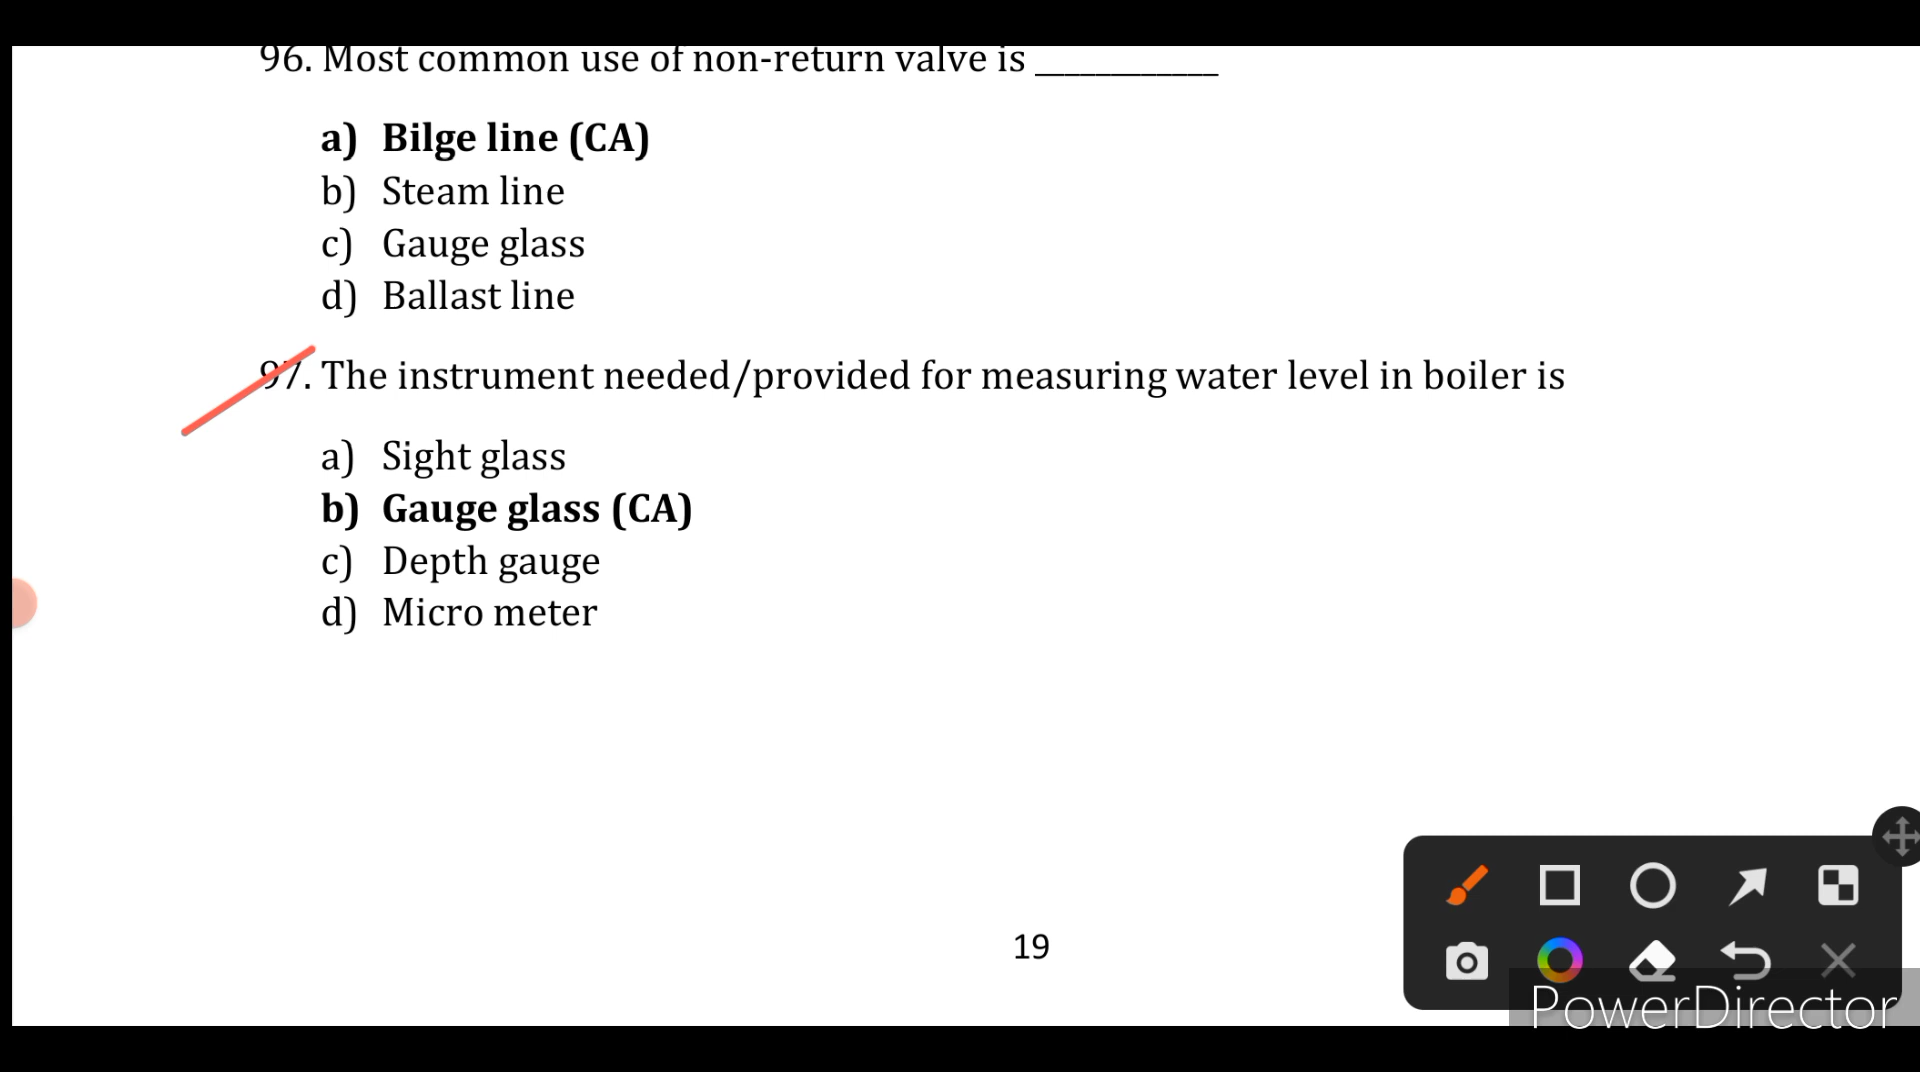 96. Most common use of non-return valve is ____________
a) Bilge line (CA)
b) Steam line
c) Gauge glass
d) Ballast line
97. The instrument needed/provided for measuring water level in boiler is
a) Sight glass
b) Gauge glass (CA)
c) Depth gauge
d) Micro meter
19
PowerDirector